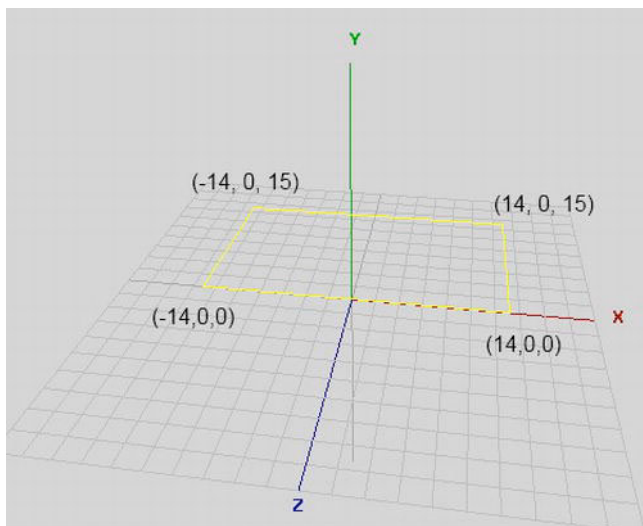 Y
(-14, 0, 15)
(14, 0, 15)
(-14,0,0)
X
(14,0,0)
Z